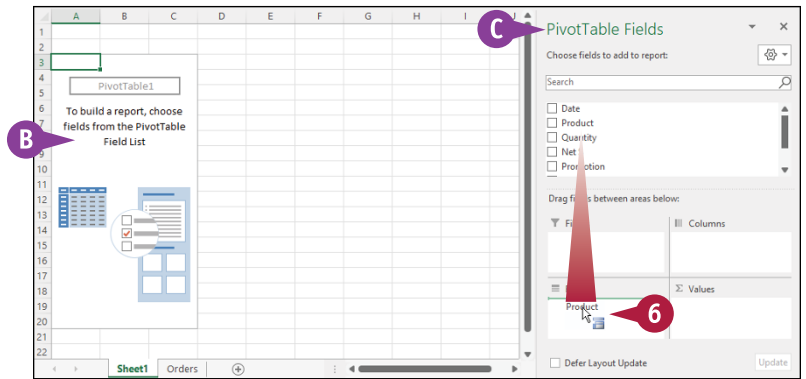 A B C D E F G H I J
1
2
3
4
5
6
7
9
10
11
12
13
14
15
16
17
18
19
20
21
22
PivotTable1
To build a report, choose
fields from the PivotTable
Field List
B
Sheet1 Orders
C
PivotTable Fields
Choose fields to add to report:
Search
Date
Product
Quantity
Net
Promotion
Drag fields between areas below:
Columns
Σ Values
Product
6
Defer Layout Update
Update